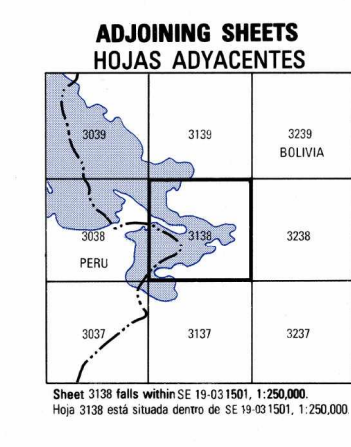 ADJOINING SHEETS
HOJAS ADYACENTES
3039 3139 3239
BOLIVIA
3038 3138 3238
PERU
3037 3137 3237
Sheet 3138 falls within SE 19-03 1501, 1:250,000.
Hoja 3138 está situada dentro de SE 19-03 1501, 1:250,000.